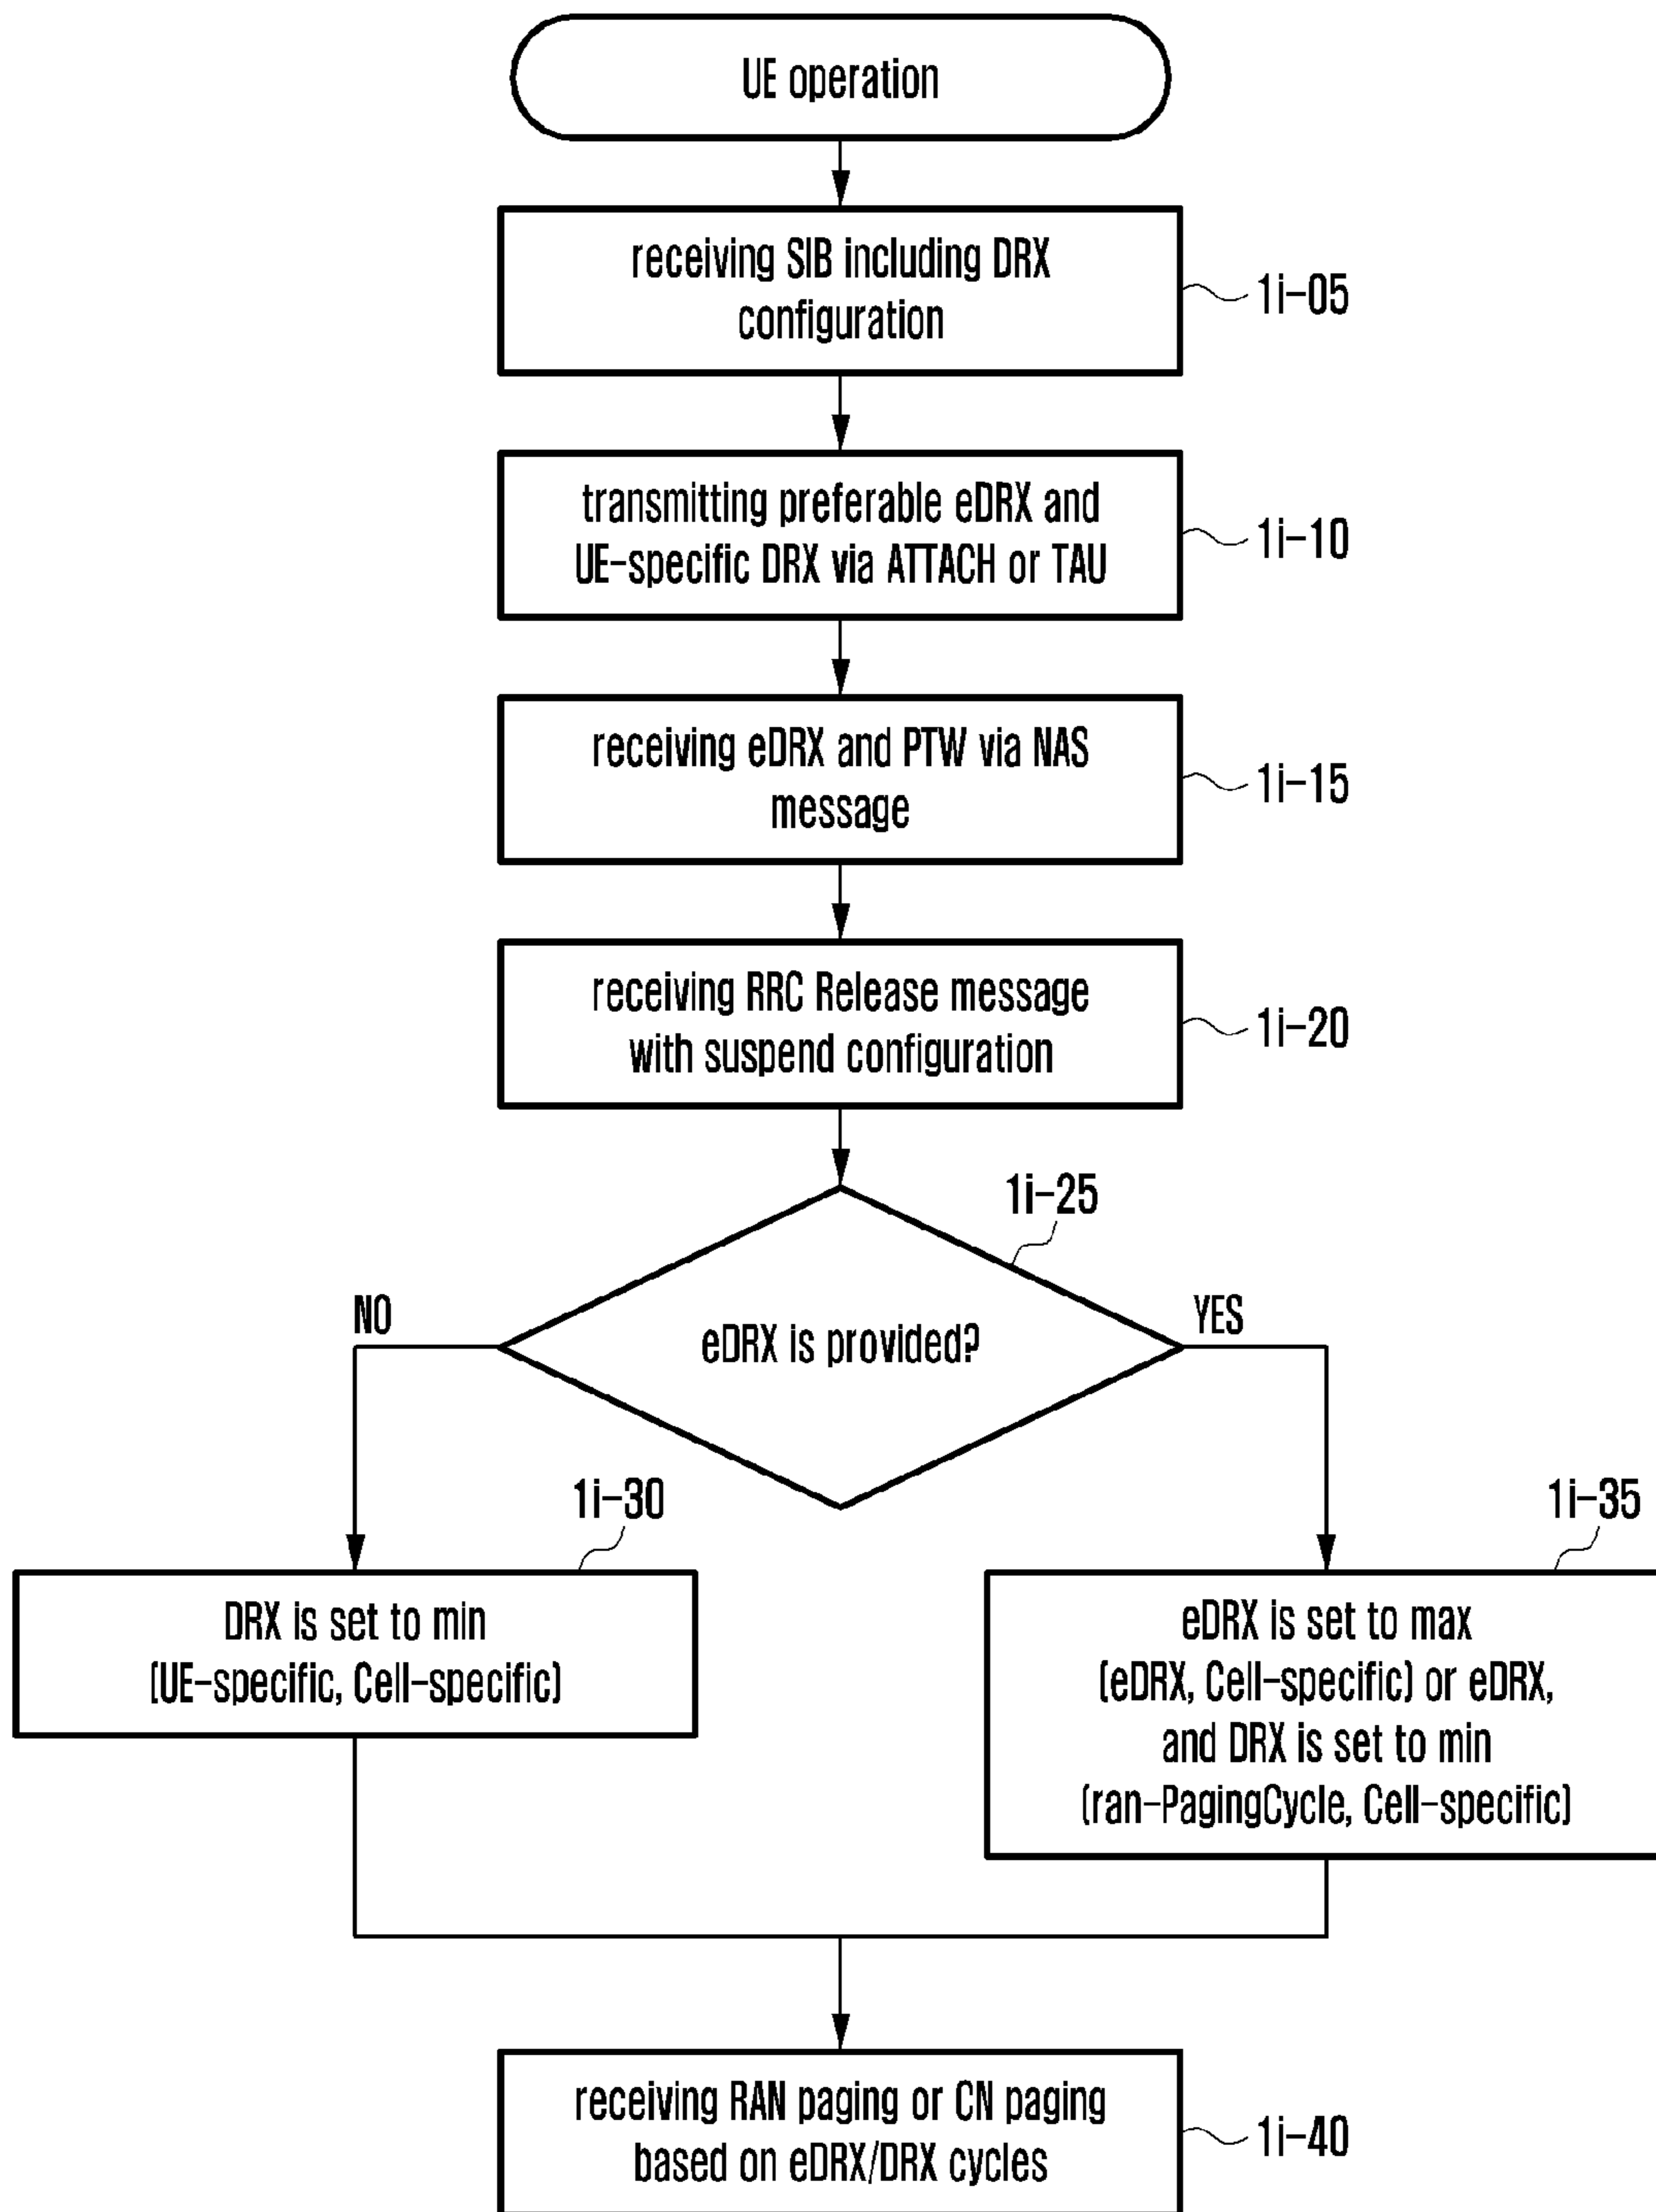 UE operation
receiving SIB including DRX
configuration
1i-05
transmitting preferable eDRX and
UE-specific DRX via ATTACH or TAU
1i-10
receiving eDRX and PTW via NAS
message
1i-15
receiving RRC Release message
with suspend configuration
1i-20
1i-25
NO
YES
eDRX is provided?
1i-30
DRX is set to min
(UE-specific, Cell-specific)
1i-35
eDRX is set to max
(eDRX, Cell-specific) or eDRX,
and DRX is set to min
(ran-PagingCycle, Cell-specific)
receiving RAN paging or CN paging
based on eDRX/DRX cycles
1i-40